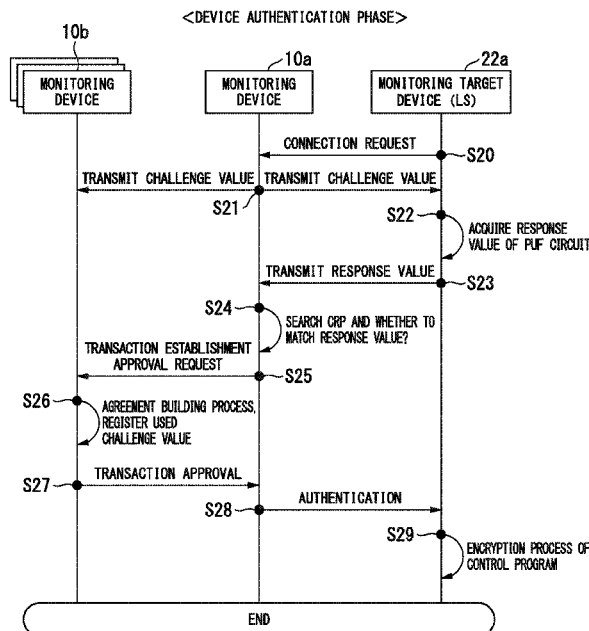 <DEVICE AUTHENTICATION PHASE>
10b
10a
22a
MONITORING
DEVICE
MONITORING
DEVICE
MONITORING TARGET
DEVICE (LS)
CONNECTION REQUEST
S20
TRANSMIT CHALLENGE VALUE
TRANSMIT CHALLENGE VALUE
S21
S22
ACQUIRE RESPONSE
VALUE OF PUF CIRCUIT
TRANSMIT RESPONSE VALUE
S23
S24
SEARCH CRP AND WHETHER TO
MATCH RESPONSE VALUE?
TRANSACTION ESTABLISHMENT
APPROVAL REQUEST
S25
S26
AGREEMENT BUILDING PROCESS,
REGISTER USED
CHALLENGE VALUE
TRANSACTION APPROVAL
S27
AUTHENTICATION
S28
S29
ENCRYPTION PROCESS OF
CONTROL PROGRAM
END